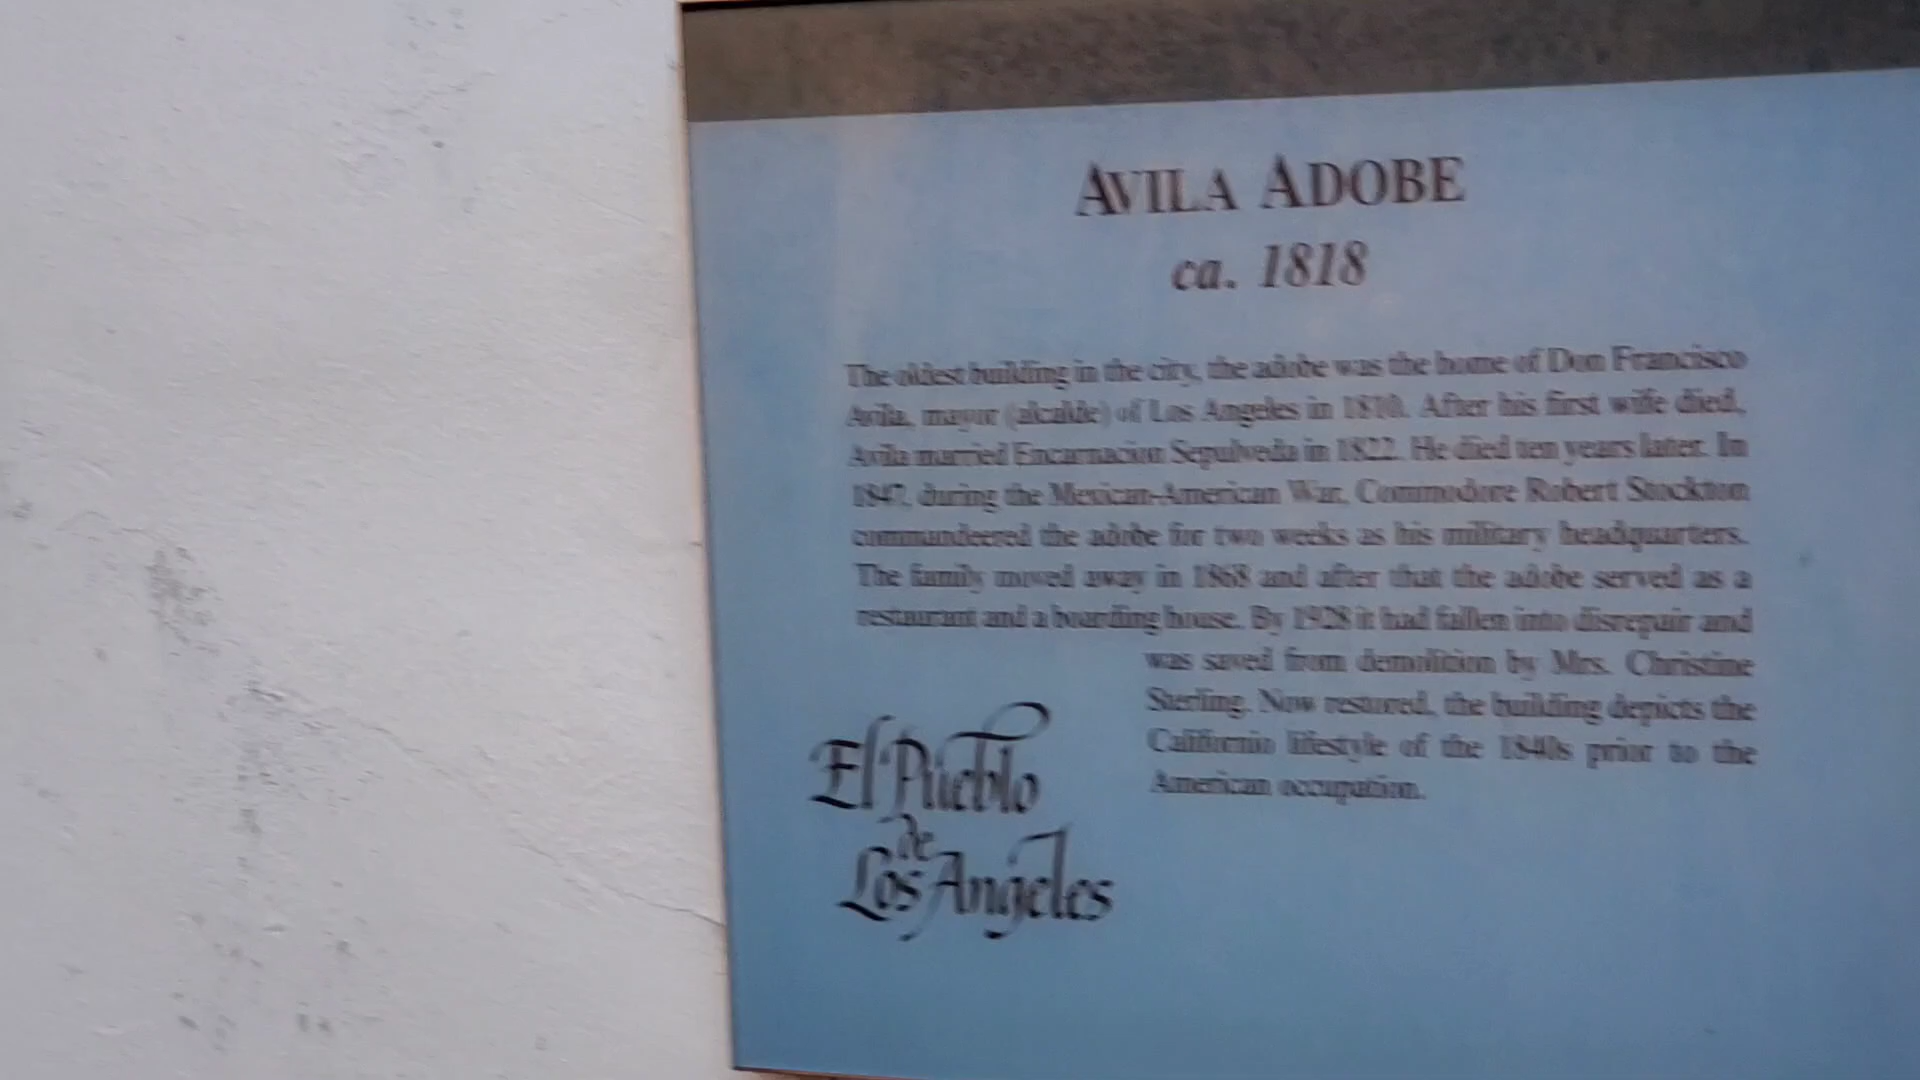 AVILA ADOBE
ca. 1818
The oldest building in the city, the adobe was the home of Don Francisco
Avila, mayor (alcalde) of Los Angeles in 1810. After his first wife died,
Avila married Encarnacion Sepulveda in 1822. He died ten years later. In
1847, during the Mexican-American War, Commodore Robert Stockton
commandeered the adobe for two weeks as his military headquarters.
The family moved away in 1868 and after that the adobe served as a
restaurant and a boarding house. By 1928 it had fallen into disrepair and
was saved from demolition by Mrs. Christine
Sterling. Now restored, the building depicts the
Californio lifestyle of the 1840s prior to the
American occupation.
El Pueblo
de
Los Angeles